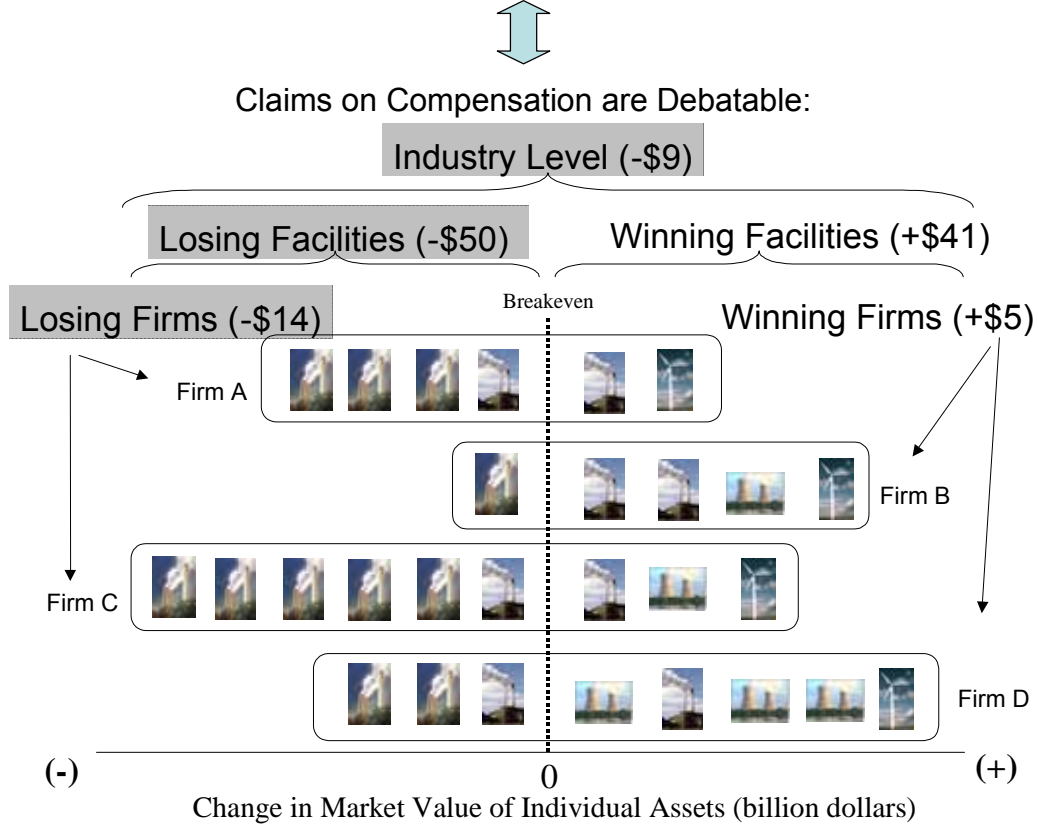 Claims on Compensation are Debatable:
Industry Level (-$9)
Losing Facilities (-$50)
Winning Facilities (+$41)
Losing Firms (-$14)
Breakeven
Winning Firms (+$5)
Firm A
Firm B
Firm C
Firm D
(-)
0
(+)
Change in Market Value of Individual Assets (billion dollars)